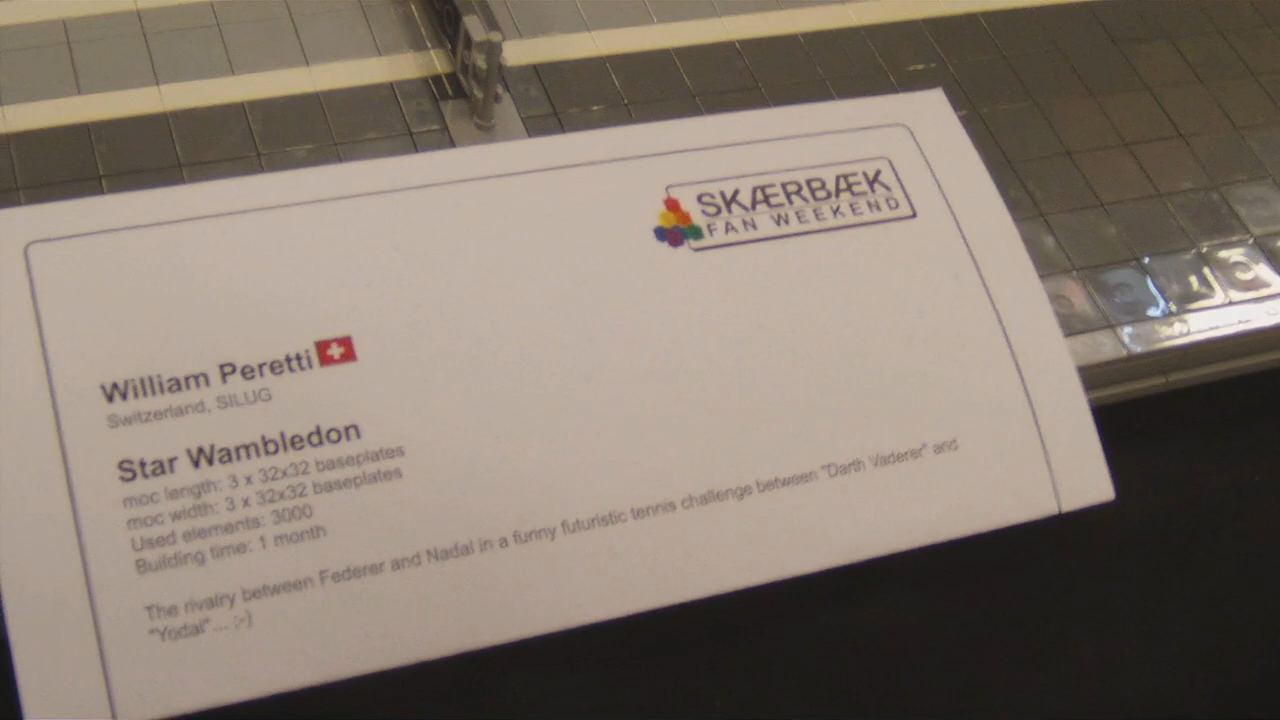 SKÆRBÆK
FAN WEEKEND
William Peretti
Switzerland, SILUG
Star Wambledon
moc length: 3 x 32x32 baseplates
moc width: 3 x 32x32 baseplates
Used elements: 3000
Building time: 1 month
The rivalry between Federer and Nadal in a funny futuristic tennis challenge between "Darth Vaderer" and
"Yodal"... ;-)